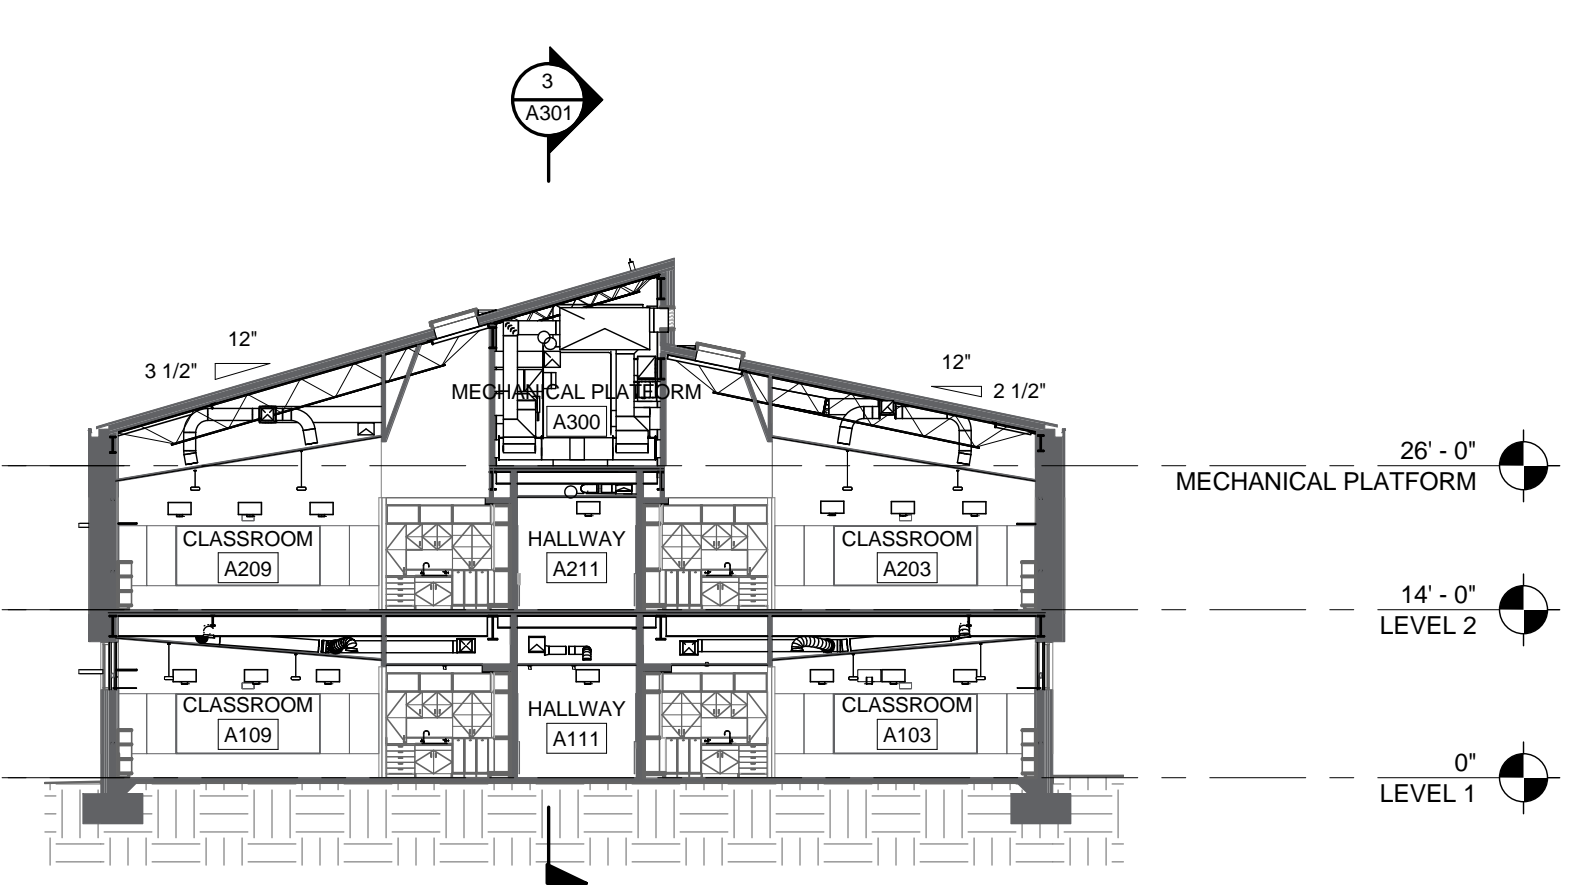 3
A301
12"
3 1/2"
12"
2 1/2"
MECHANICAL PLATFORM
A300
26' - 0"
MECHANICAL PLATFORM
CLASSROOM
A209
HALLWAY
A211
CLASSROOM
A203
14' - 0"
LEVEL 2
CLASSROOM
A109
HALLWAY
A111
CLASSROOM
A103
0"
LEVEL 1